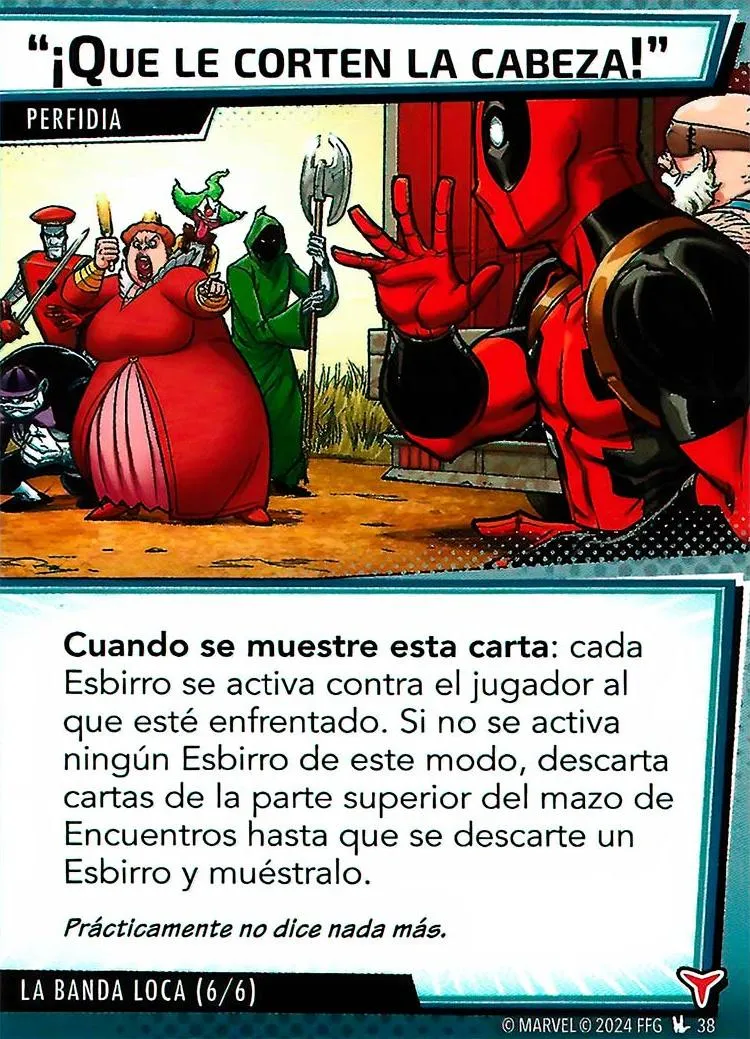 “¡QUE LE CORTEN LA CABEZA!”
PERFIDIA
Cuando se muestre esta carta: cada
Esbirro se activa contra el jugador al
que esté enfrentado. Si no se activa
ningún Esbirro de este modo, descarta
cartas de la parte superior del mazo de
Encuentros hasta que se descarte un
Esbirro y muéstralo.
Prácticamente no dice nada más.
LA BANDA LOCA (6/6)
© MARVEL © 2024 FFG 38